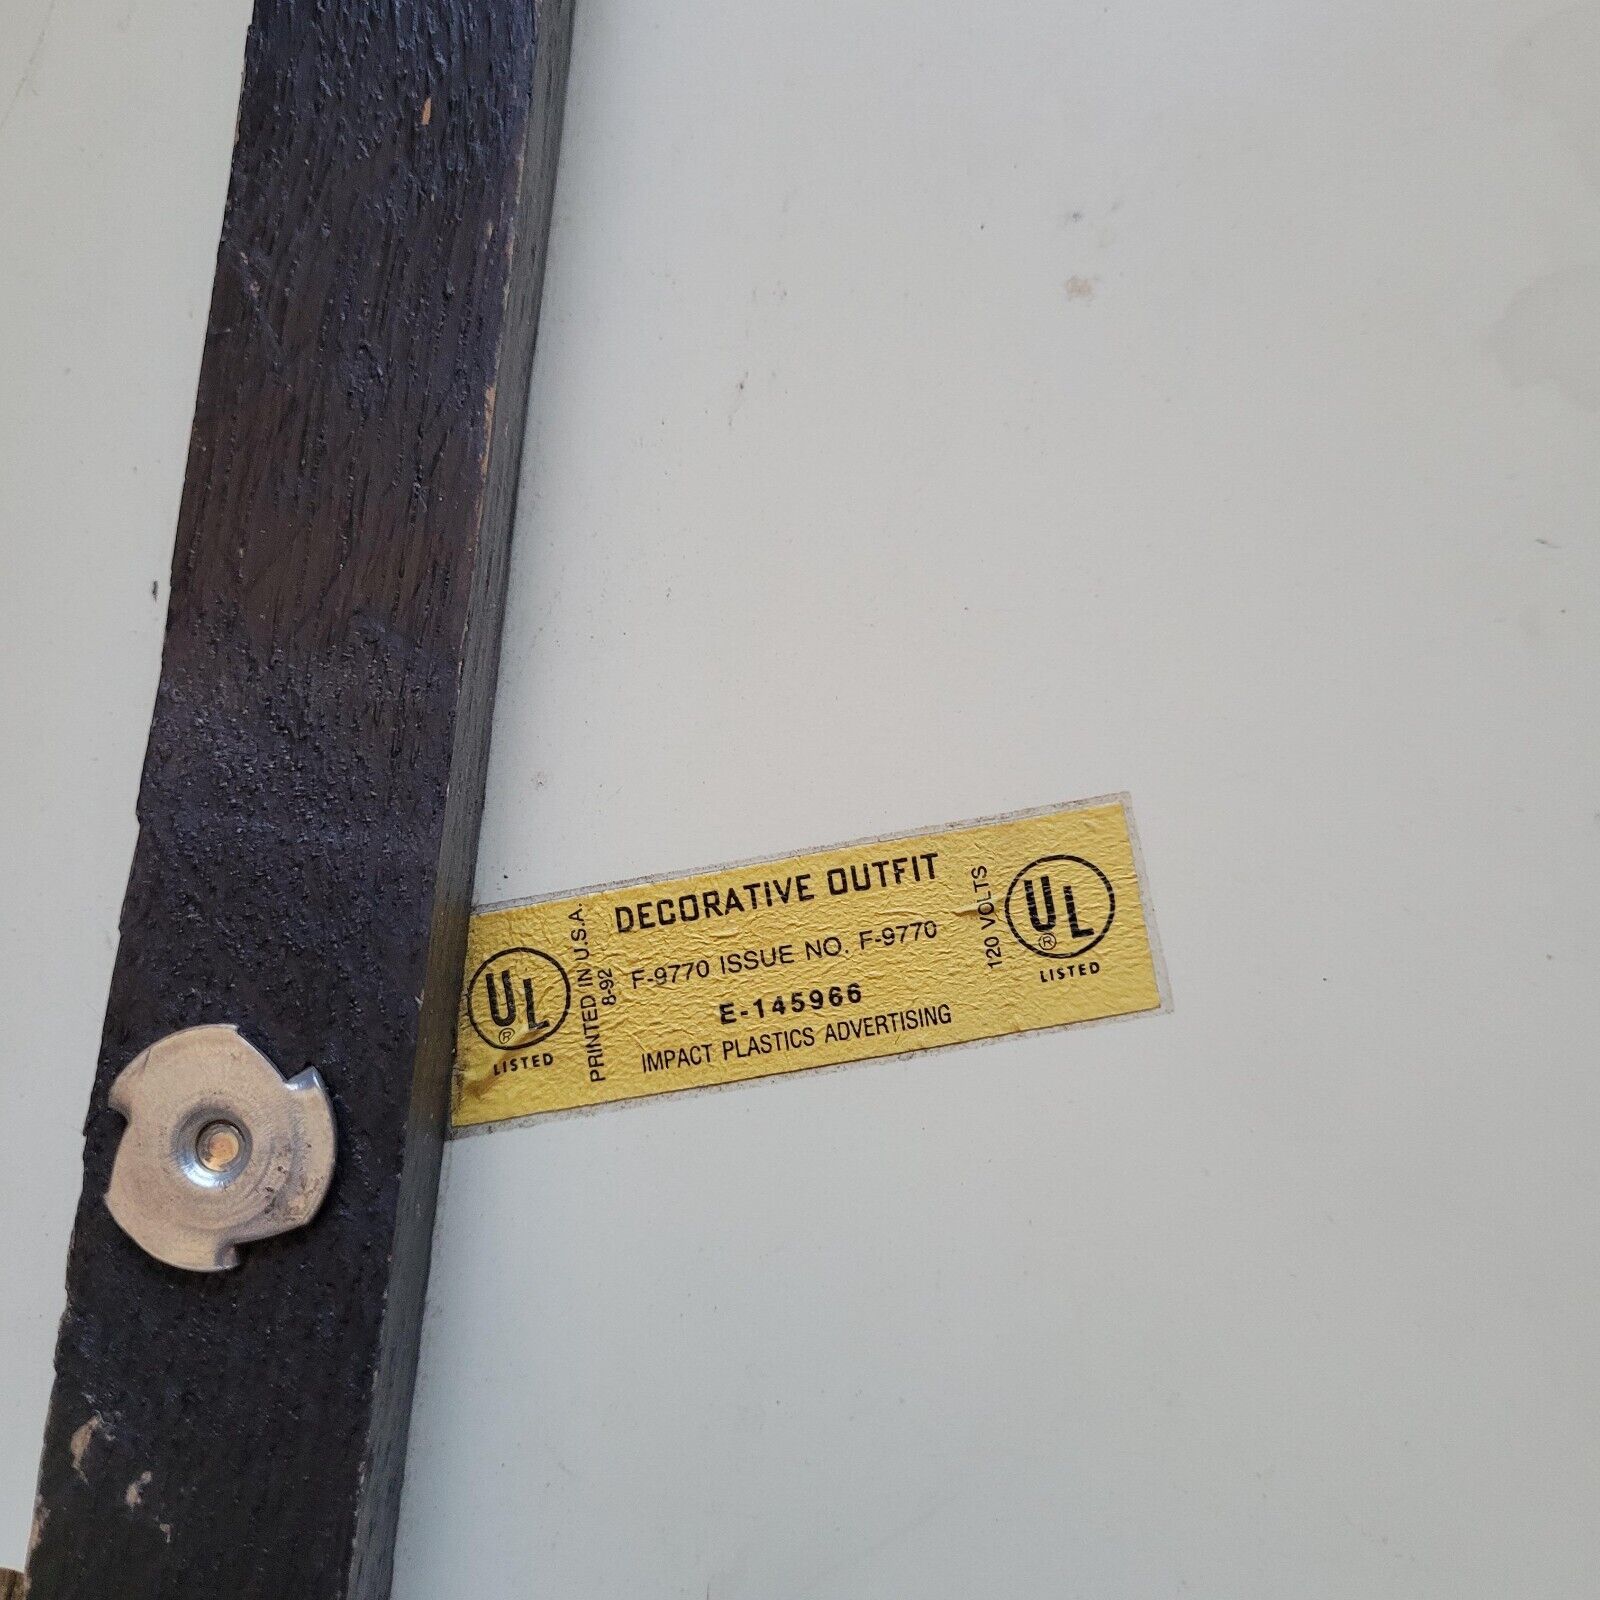 UL
®
LISTED
PRINTED IN U.S.A.
8-92
DECORATIVE OUTFIT
F-9770 ISSUE NO. F-9770
E-145966
IMPACT PLASTICS ADVERTISING
120 VOLTS
UL
®
LISTED